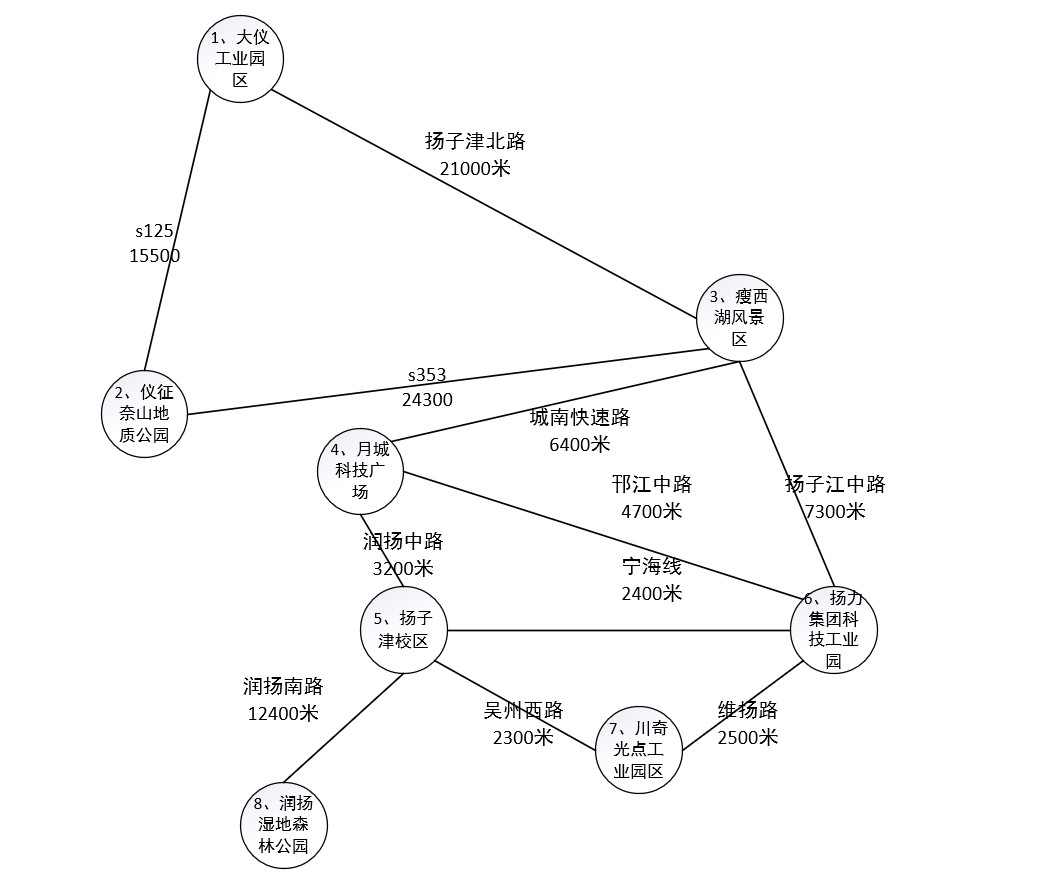 1、大仪
工业园
区
扬子津北路
21000米
s125
15500
3、瘦西
湖风景
区
2、仪征
奈山地
质公园
s353
24300
城南快速路
6400米
4、月城
科技广
场
邗江中路
4700米
扬子江中路
7300米
润扬中路
3200米
宁海线
2400米
5、扬子
津校区
6、扬力
集团科
技工业
园
润扬南路
12400米
吴州西路
2300米
维扬路
2500米
7、川奇
光点工
业园区
8、润扬
湿地森
林公园